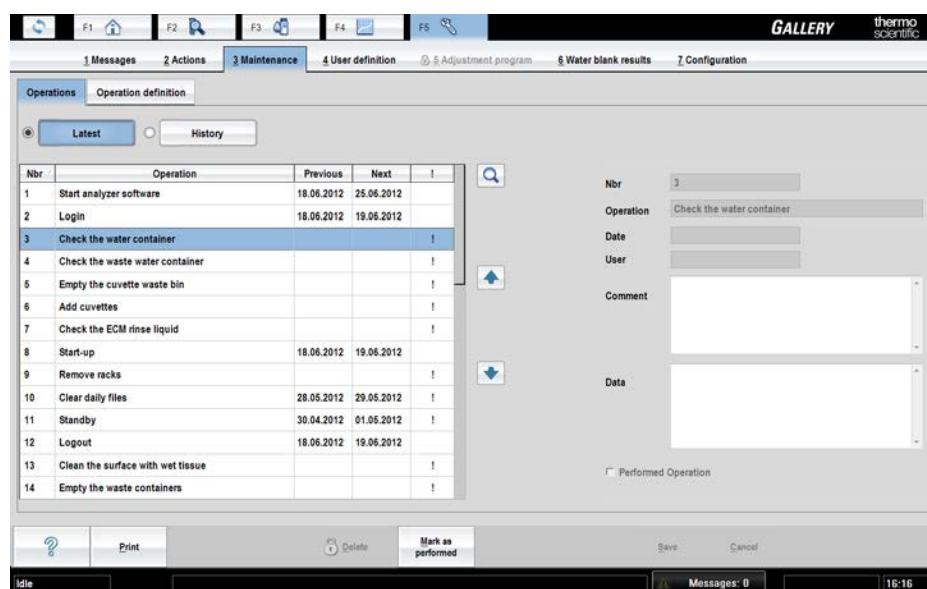 F1 F2 F3 F4 F5 GALLERY thermo scientific
1 Messages 2 Actions 3 Maintenance 4 User definition 5 Adjustment program 6 Water blank results 7 Configuration
Operations Operation definition
Latest History
Nbr Operation Previous Next !
1 Start analyzer software 18.06.2012 25.06.2012
2 Login 18.06.2012 19.06.2012
3 Check the water container !
4 Check the waste water container !
5 Empty the cuvette waste bin !
6 Add cuvettes !
7 Check the ECM rinse liquid !
8 Start-up 18.06.2012 19.06.2012
9 Remove racks !
10 Clear daily files 28.05.2012 29.05.2012 !
11 Standby 30.04.2012 01.05.2012 !
12 Logout 18.06.2012 19.06.2012
13 Clean the surface with wet tissue !
14 Empty the waste containers !
Nbr 3
Operation Check the water container
Date
User
Comment
Data
Performed Operation
? Print Delete Mark as performed Save Cancel
Idle Messages: 0 16:16